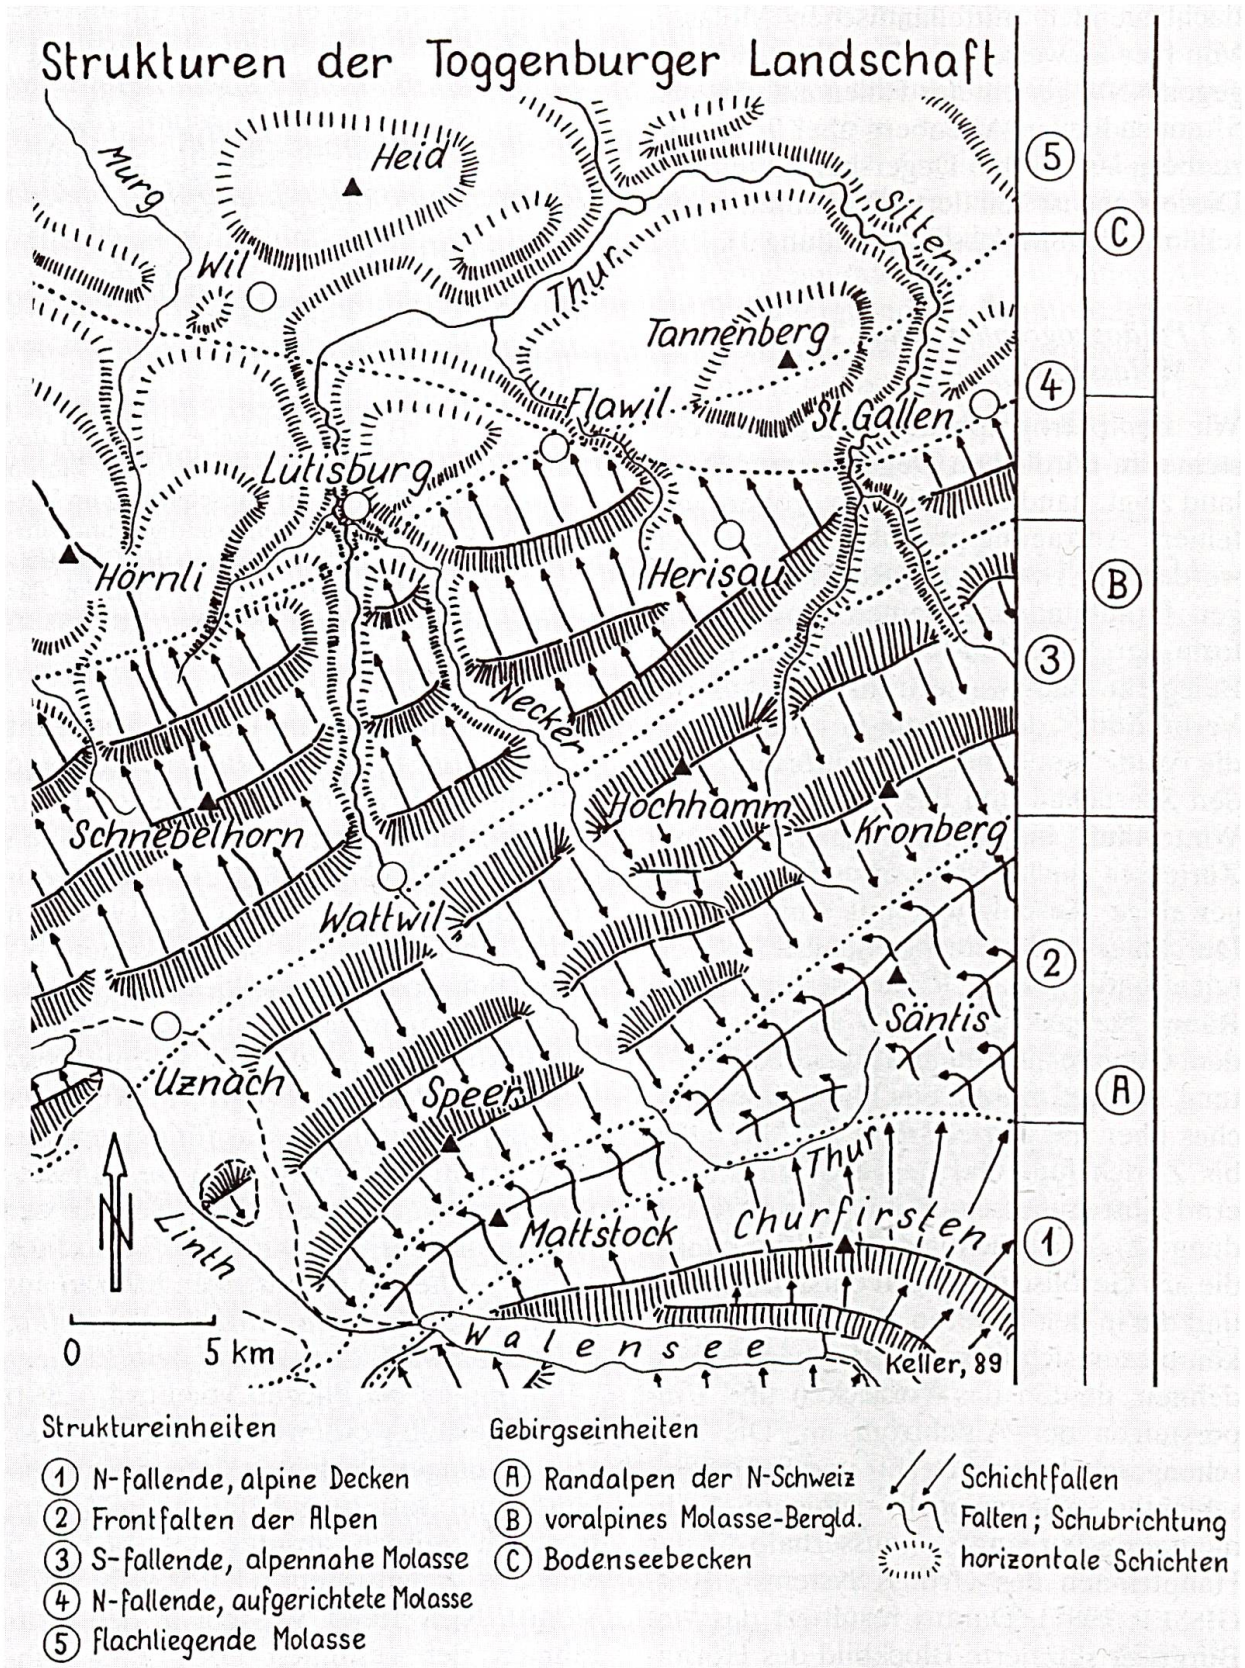 Strukturen der Toggenburger Landschaft
Murg
Heid
5
Sitter
C
Wil
Thur
Tannenberg
4
Flawil
St.Gallen
Lütisburg
Hörnli
Herisau
B
3
Necker
Hochhamm
Schnebelhorn
Kronberg
Wattwil
2
Säntis
Uznach
Speer
A
Thur
N
Linth
Mattstock
Churfirsten
1
0 5 km
Walensee
Keller, 89
Struktureinheiten
1 N-fallende, alpine Decken
2 Frontfalten der Alpen
3 S-fallende, alpennahe Molasse
4 N-fallende, aufgerichtete Molasse
5 flachliegende Molasse
Gebirgseinheiten
A Randalpen der N-Schweiz
B voralpines Molasse-Bergld.
C Bodenseebecken
Schichtfallen
Falten; Schubrichtung
horizontale Schichten